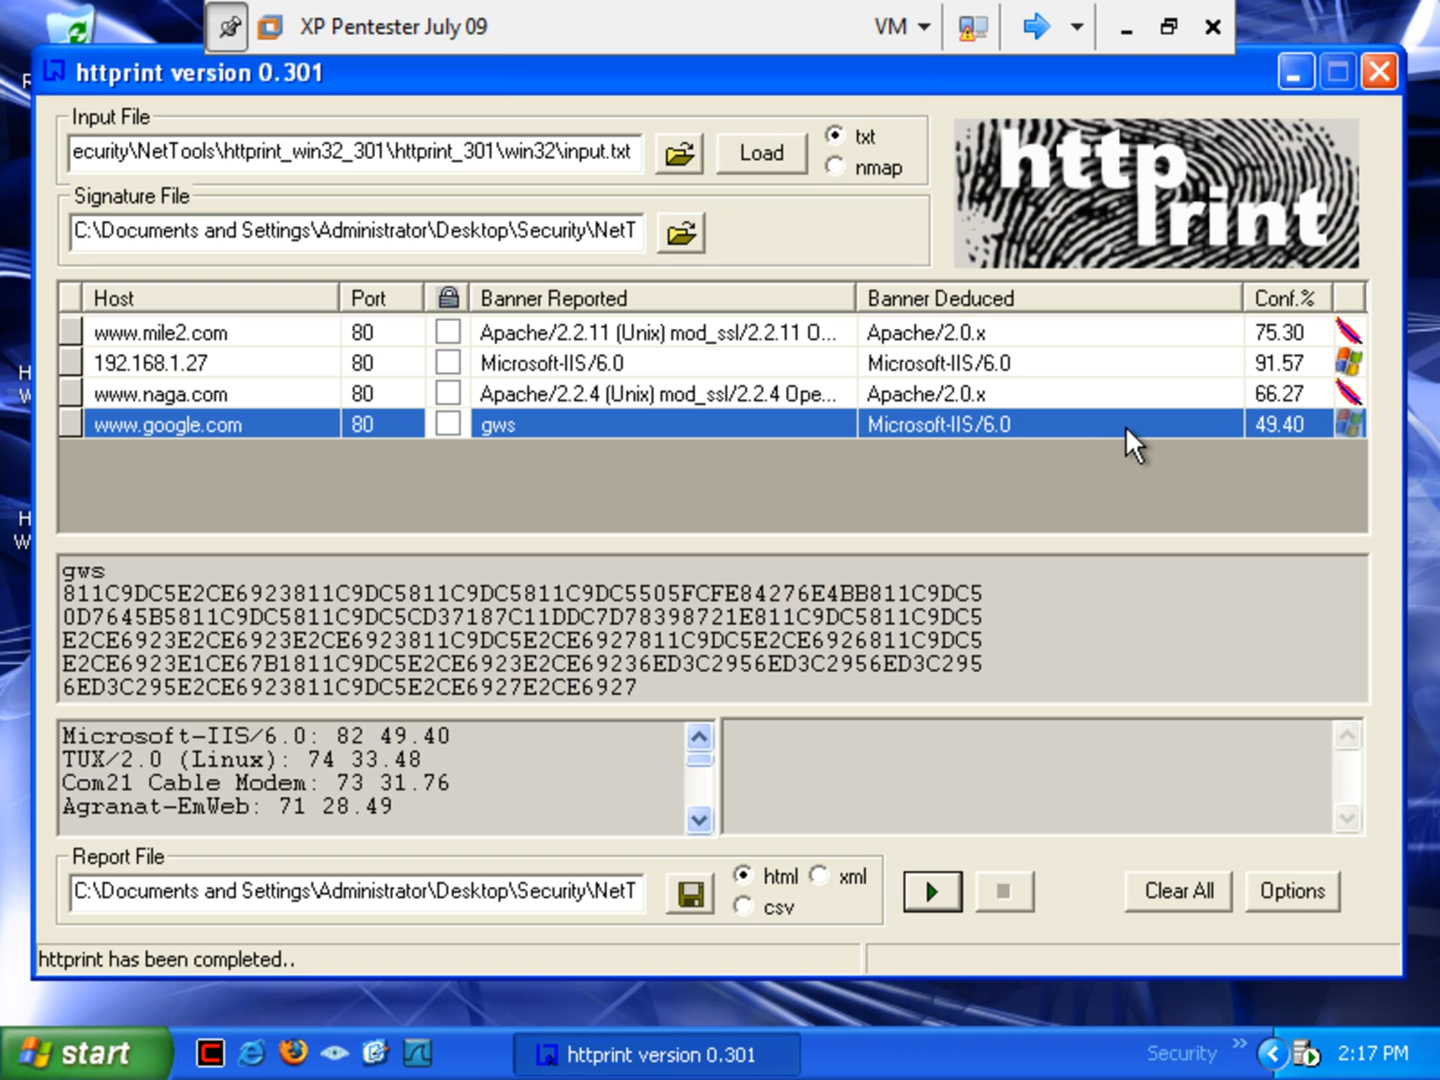 XP Pentester July 09
VM
httprint version 0.301
Input File
ecurity\NetTools\httprint_win32_301\httprint_301\win32\input.txt
Load
txt
nmap
http
print
Signature File
C:\Documents and Settings\Administrator\Desktop\Security\NetT
Host Port Banner Reported Banner Deduced Conf.%
www.mile2.com 80 Apache/2.2.11 (Unix) mod_ssl/2.2.11 O... Apache/2.0.x 75.30
192.168.1.27 80 Microsoft-IIS/6.0 Microsoft-IIS/6.0 91.57
www.naga.com 80 Apache/2.2.4 (Unix) mod_ssl/2.2.4 Ope... Apache/2.0.x 66.27
www.google.com 80 gws Microsoft-IIS/6.0 49.40
gws
811C9DC5E2CE6923811C9DC5811C9DC5811C9DC5505FCFE84276E4BB811C9DC5
0D7645B5811C9DC5811C9DC5CD37187C11DDC7D78398721E811C9DC5811C9DC5
E2CE6923E2CE6923E2CE6923811C9DC5E2CE6927811C9DC5E2CE6926811C9DC5
E2CE6923E1CE67B1811C9DC5E2CE6923E2CE69236ED3C2956ED3C2956ED3C295
6ED3C295E2CE6923811C9DC5E2CE6927E2CE6927
Microsoft-IIS/6.0: 82 49.40
TUX/2.0 (Linux): 74 33.48
Com21 Cable Modem: 73 31.76
Agranat-EmWeb: 71 28.49
Report File
C:\Documents and Settings\Administrator\Desktop\Security\NetT
html xml
csv
Clear All
Options
httprint has been completed..
start
httprint version 0.301
Security
2:17 PM